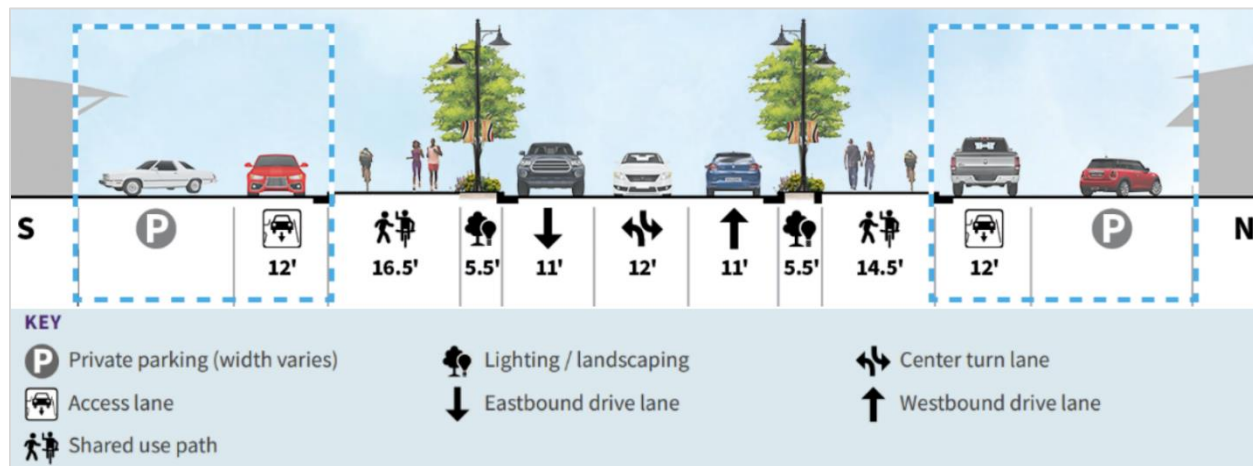 S
P
12'
16.5'
5.5'
11'
12'
11'
5.5'
14.5'
12'
P
N
KEY
P Private parking (width varies)
Access lane
Shared use path
Lighting / landscaping
Eastbound drive lane
Center turn lane
Westbound drive lane